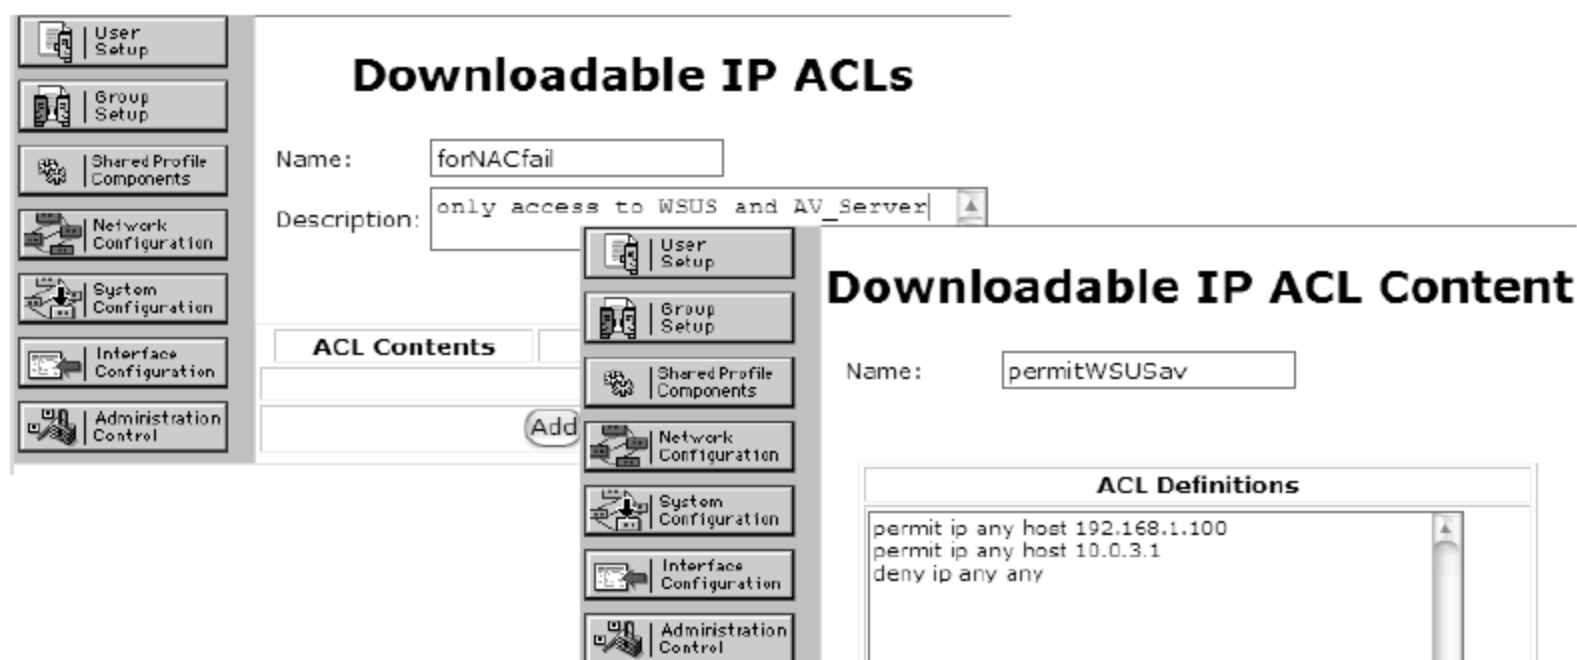 User
Setup
Group
Setup
Shared Profile
Components
Network
Configuration
System
Configuration
Interface
Configuration
Administration
Control
Downloadable IP ACLs
Name: forNACfail
Description: only access to WSUS and AV_Server
ACL Contents
Add
User
Setup
Group
Setup
Shared Profile
Components
Network
Configuration
System
Configuration
Interface
Configuration
Administration
Control
Downloadable IP ACL Content
Name: permitWSUSav
ACL Definitions
permit ip any host 192.168.1.100
permit ip any host 10.0.3.1
deny ip any any